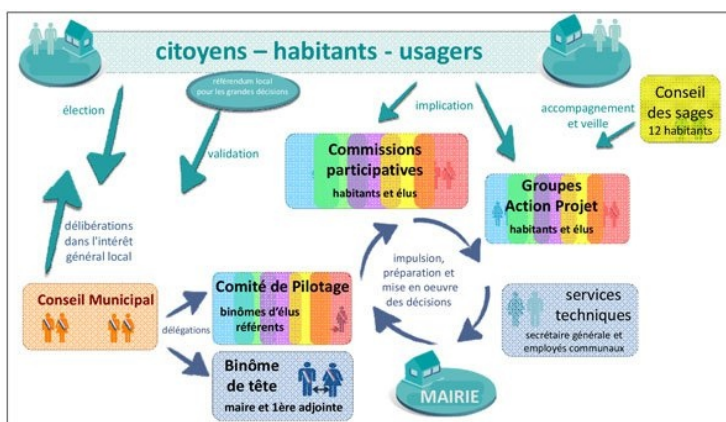 citoyens – habitants - usagers
référendum local
pour les grandes décisions
élection
validation
implication
accompagnement
et veille
Conseil
des sages
12 habitants
Commissions
participatives
habitants et élus
Groupes
Action Projet
habitants et élus
délibérations
dans l'intérêt
général local
impulsion,
préparation et
mise en oeuvre
des décisions
Conseil Municipal
délégations
Comité de Pilotage
binômes d'élus
référents
services
techniques
secrétaire générale et
employés communaux
Binôme
de tête
maire et 1ère adjointe
MAIRIE